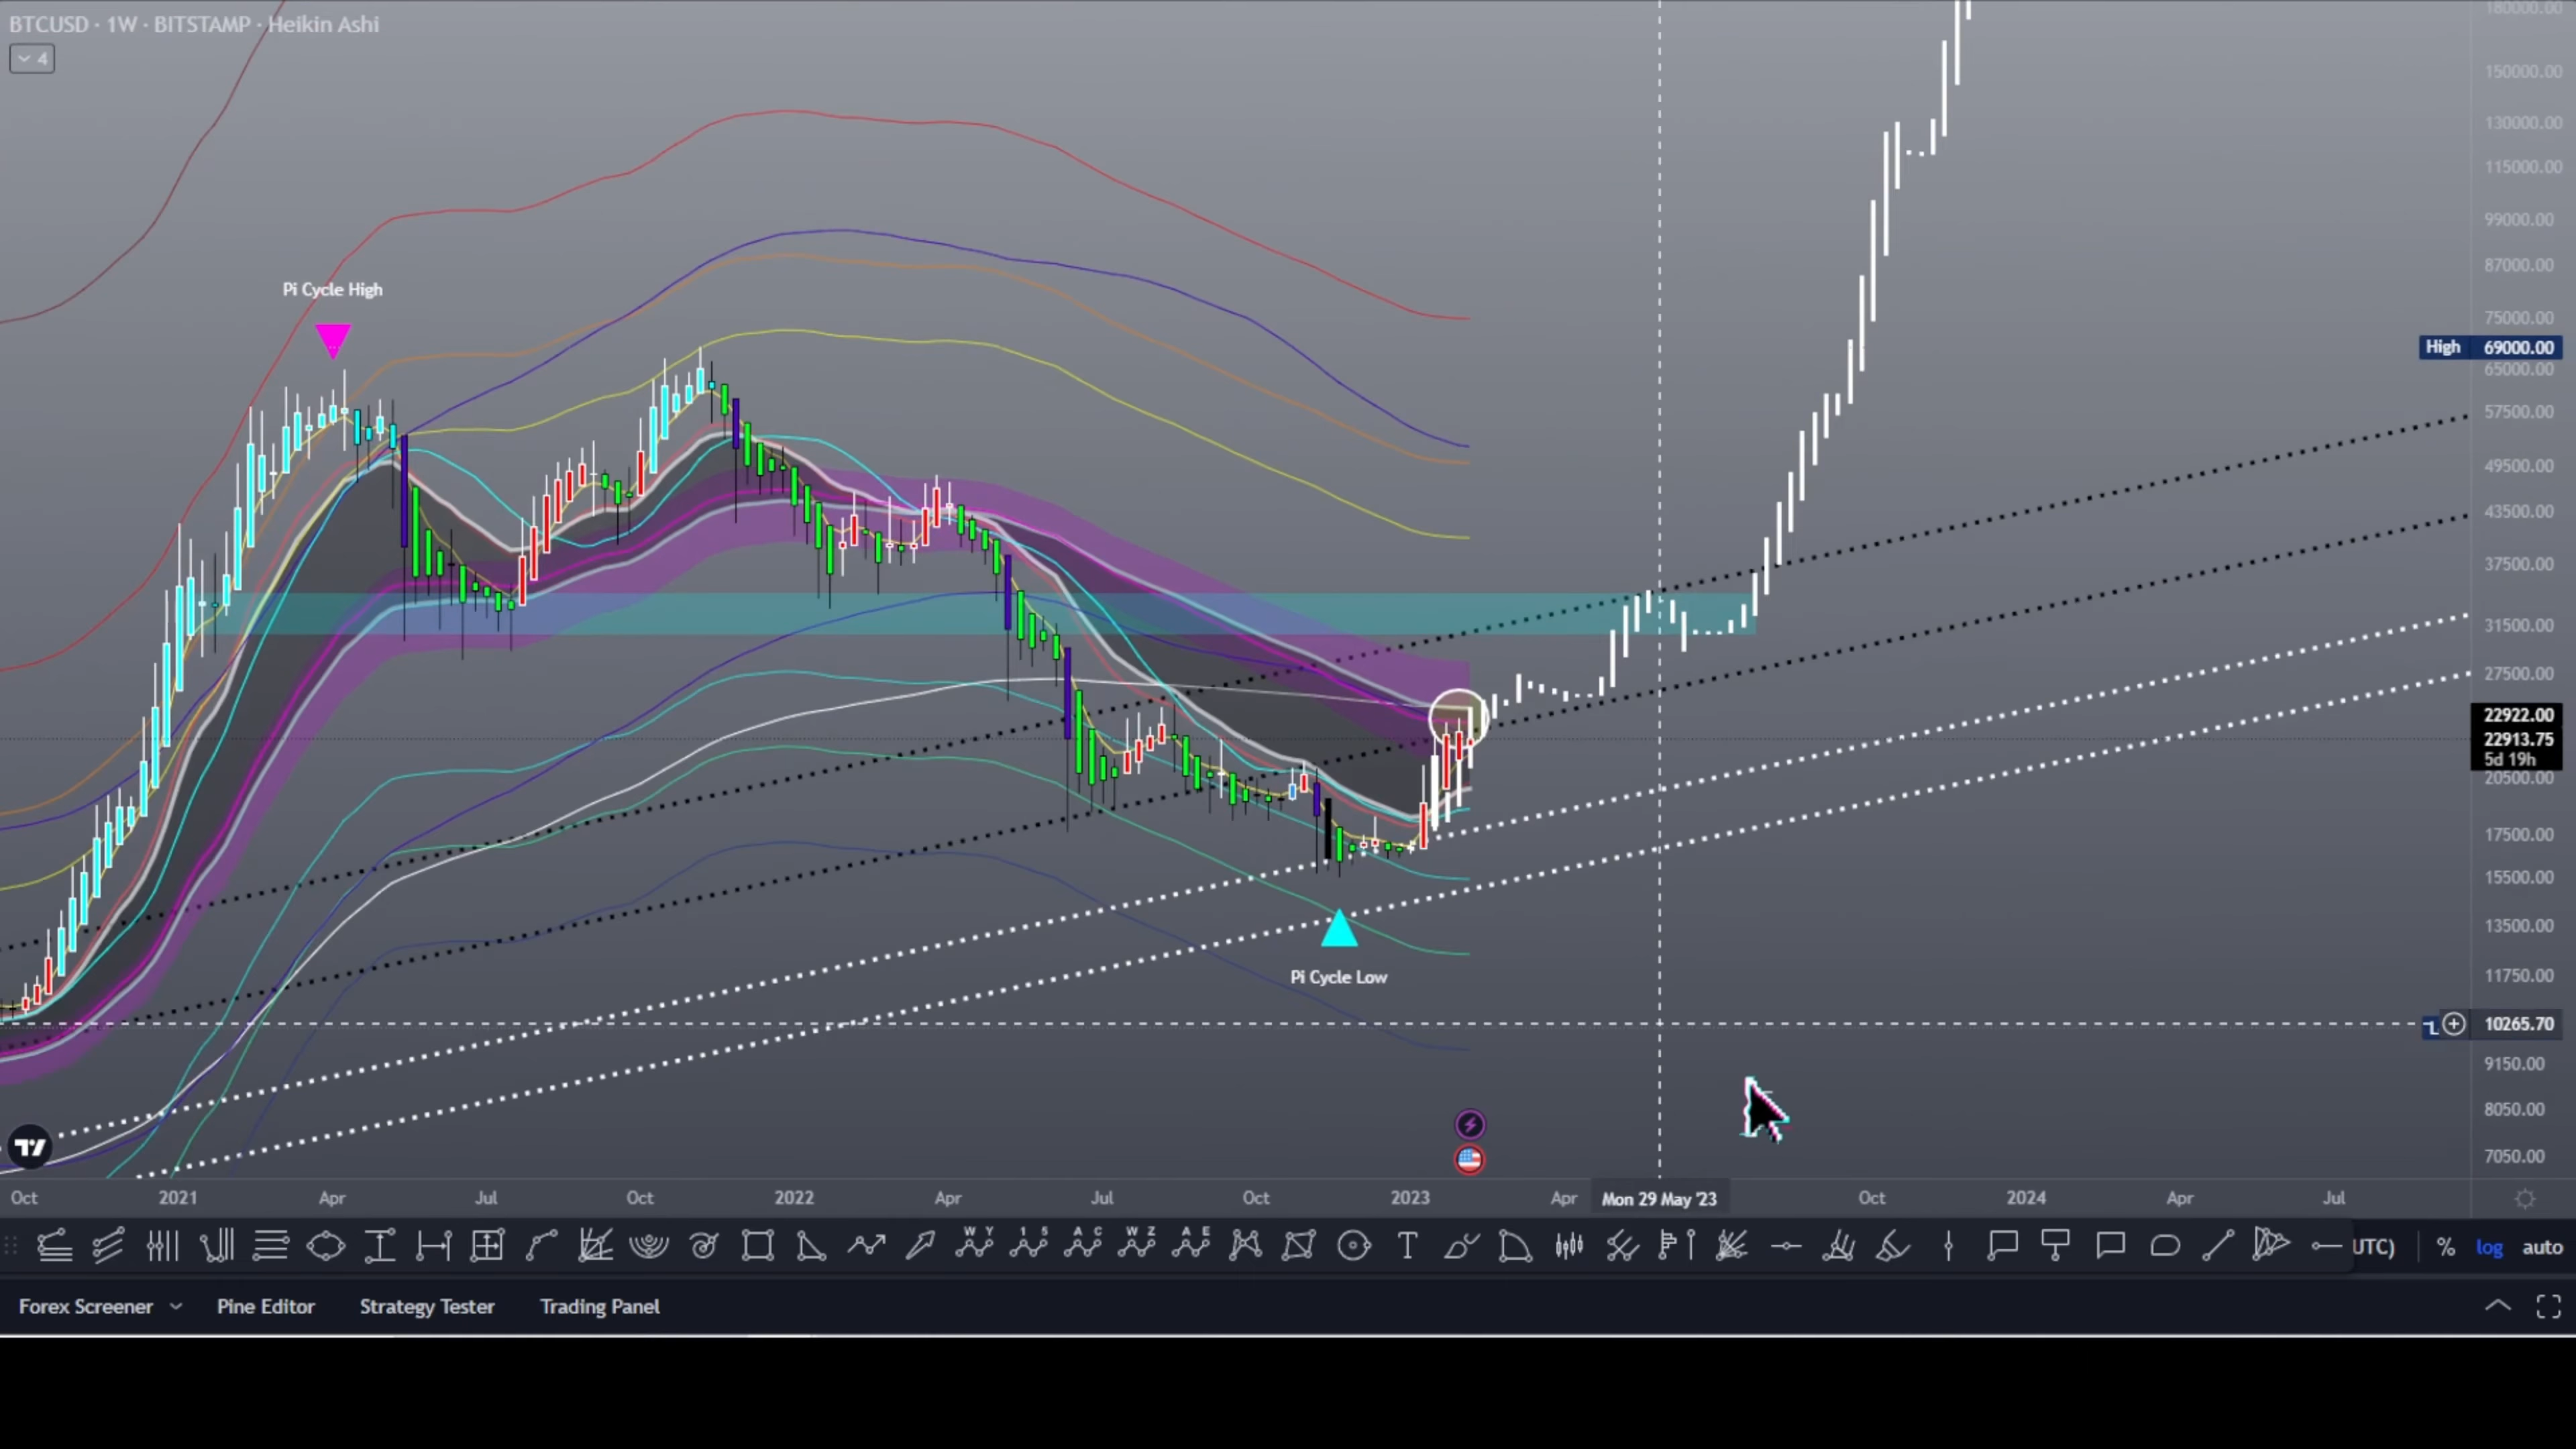 BTCUSD · 1W · BITSTAMP · Heikin Ashi
4
180000.00
150000.00
130000.00
115000.00
99000.00
87000.00
75000.00
High 69000.00
65000.00
57500.00
49500.00
43500.00
37500.00
31500.00
27500.00
22922.00
22913.75
5d 19h
20500.00
17500.00
15500.00
13500.00
11750.00
L 10265.70
9150.00
8050.00
7050.00
Pi Cycle High
Pi Cycle Low
Oct 2021 Apr Jul Oct 2022 Apr Jul Oct 2023 Apr Mon 29 May '23 Oct 2024 Apr Jul
W Y 1 5 A C W Z A E T UTC) % log auto
Forex Screener Pine Editor Strategy Tester Trading Panel